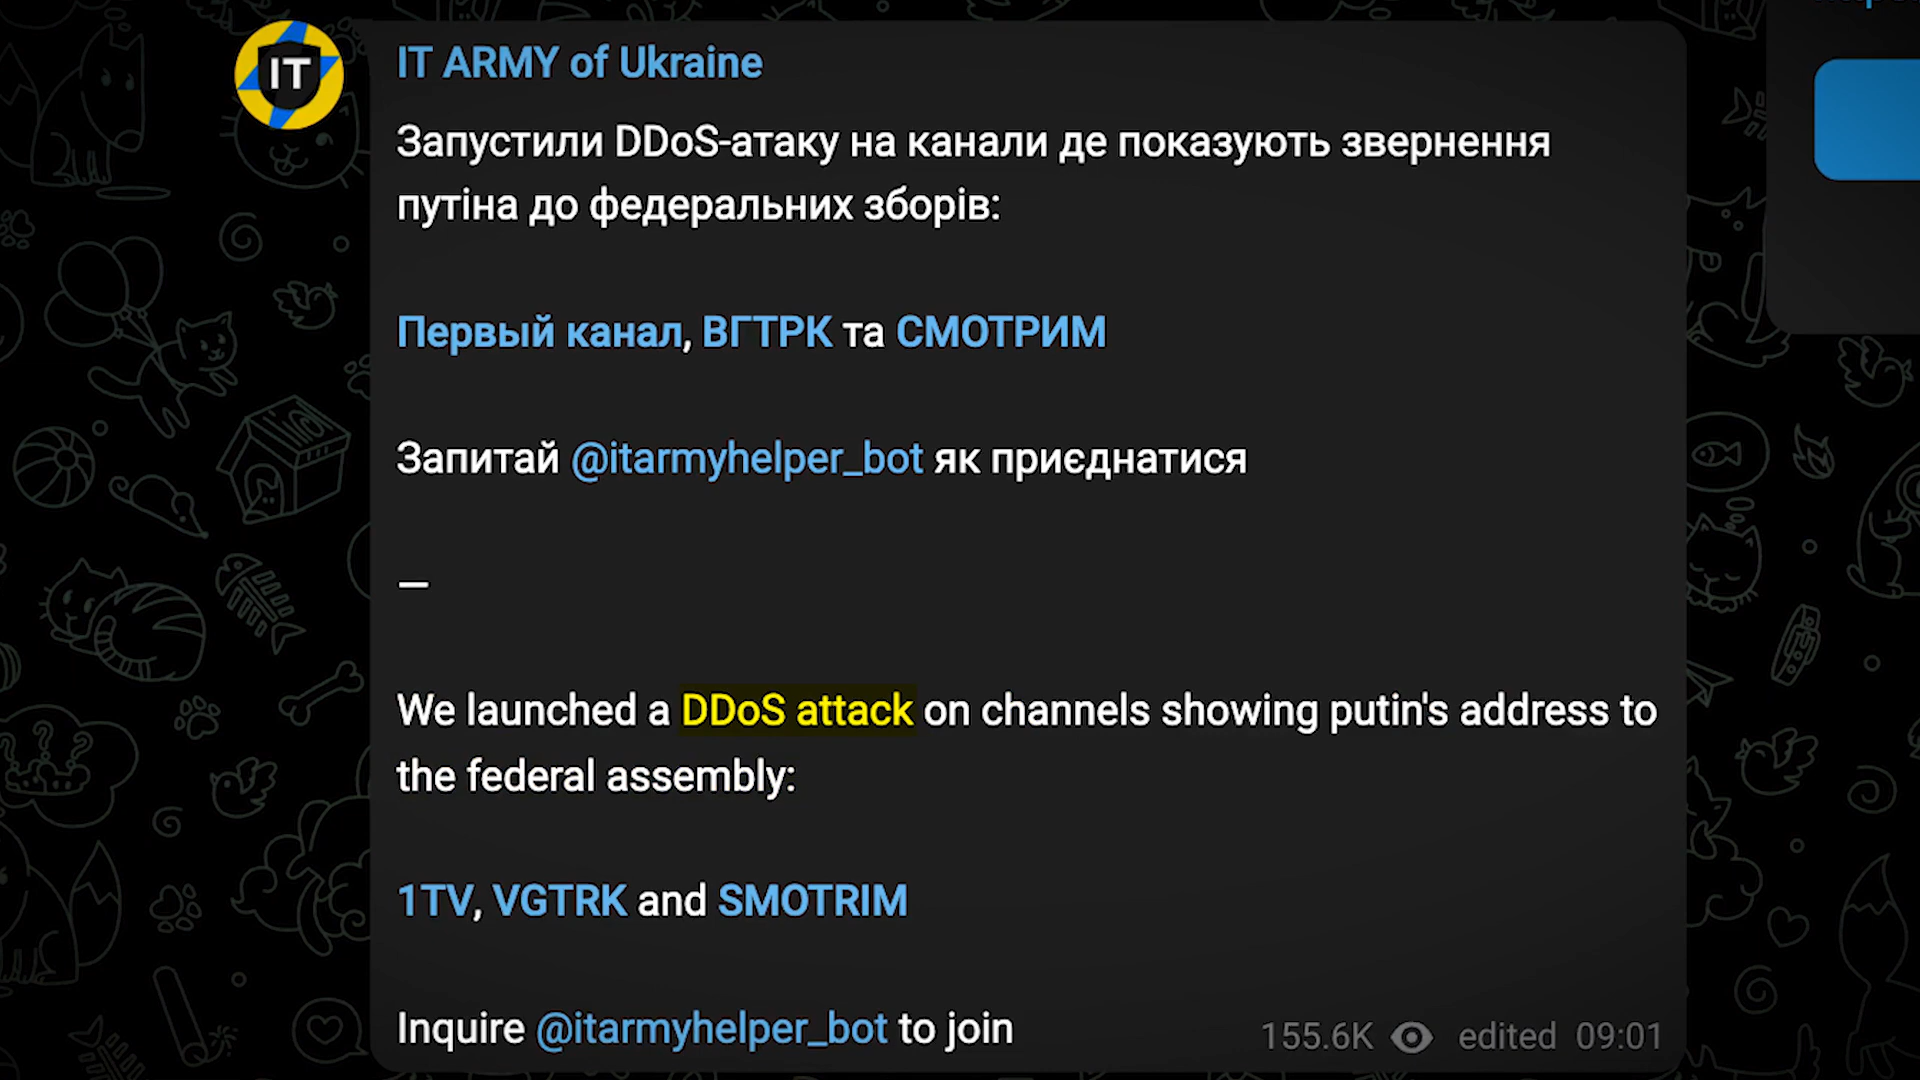 IT
IT ARMY of Ukraine
Запустили DDoS-атаку на канали де показують звернення
путіна до федеральних зборів:
Первый канал, ВГТРК та СМОТРИМ
Запитай @itarmyhelper_bot як приєднатися
—
We launched a DDoS attack on channels showing putin's address to
the federal assembly:
1TV, VGTRK and SMOTRIM
Inquire @itarmyhelper_bot to join
155.6K edited 09:01